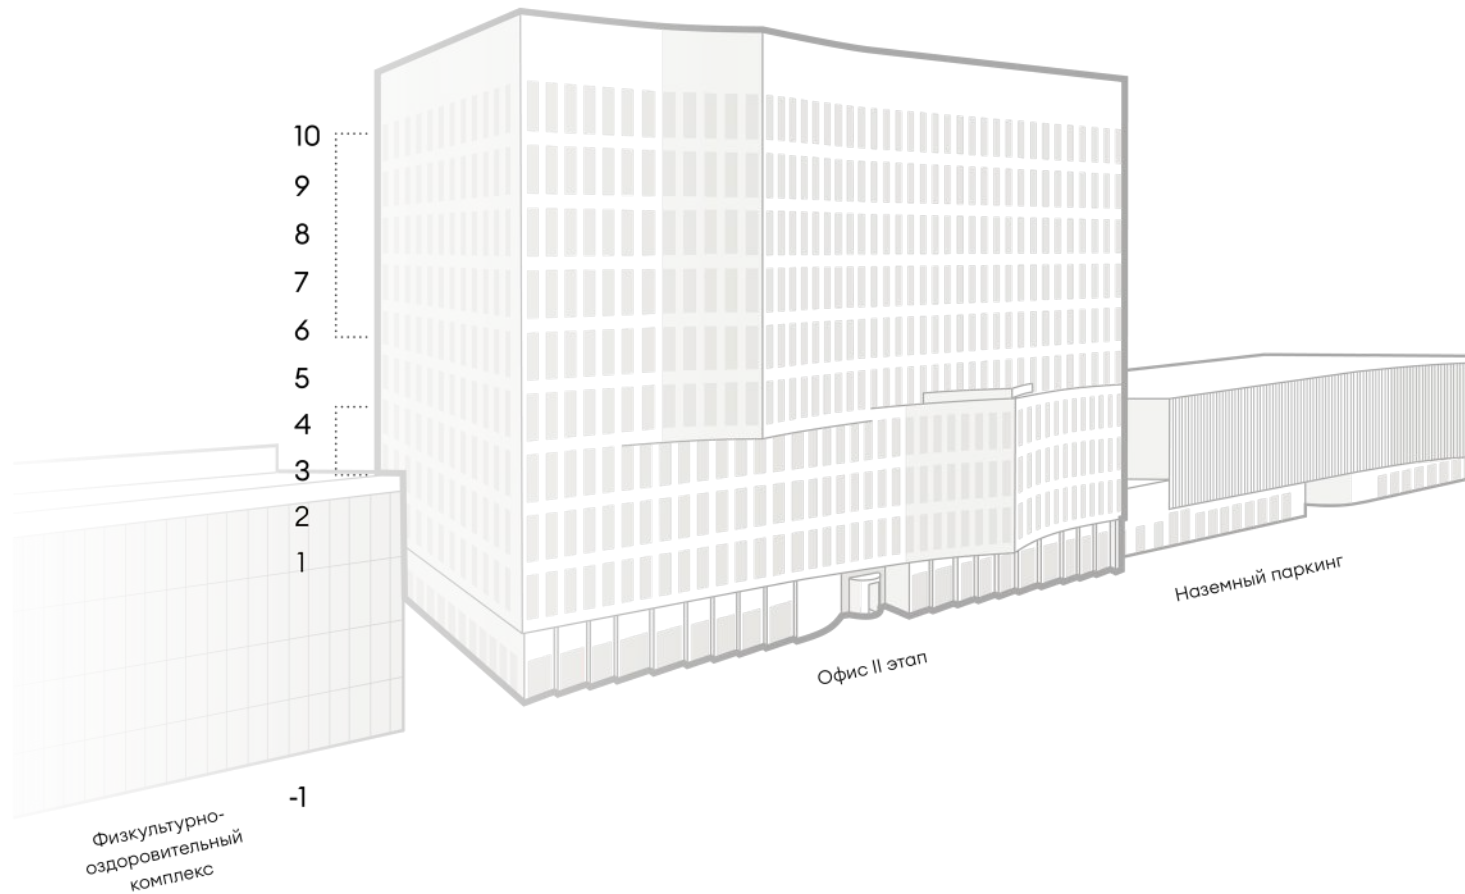 10
9
8
7
6
5
4
3
2
1
-1
Наземный паркинг
Офис II этап
Физкультурно-
оздоровительный
комплекс